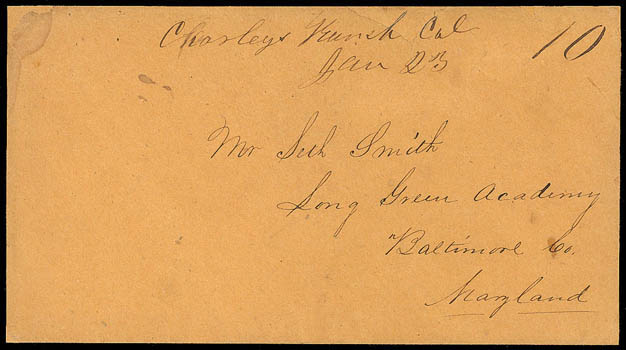 Charleys Ranch Cal
10
Jan 23
Mr Seth Smith
Long Green Academy
Baltimore Co.
Maryland